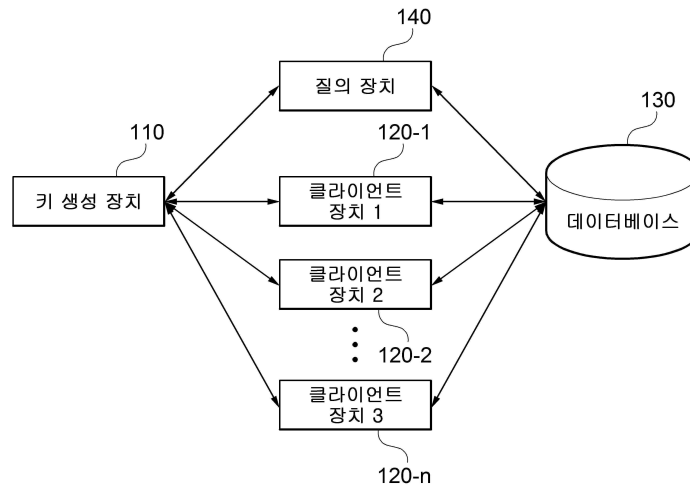 140
질의 장치
130
110
120-1
키 생성 장치
클라이언트
장치 1
데이터베이스
클라이언트
장치 2
120-2
클라이언트
장치 3
120-n